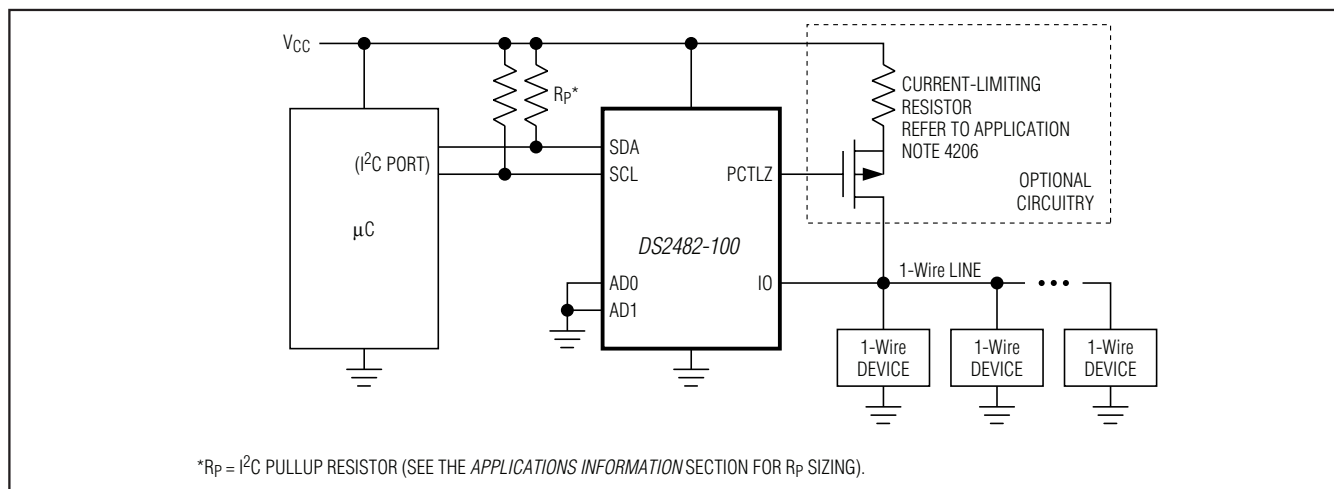 VCC
RP*
CURRENT-LIMITING
RESISTOR
REFER TO APPLICATION
NOTE 4206
OPTIONAL
CIRCUITRY
(I2C PORT)
μC
SDA
SCL
PCTLZ
DS2482-100
AD0
AD1
IO
1-Wire LINE
•••
1-Wire
DEVICE
1-Wire
DEVICE
1-Wire
DEVICE
*RP = I2C PULLUP RESISTOR (SEE THE APPLICATIONS INFORMATION SECTION FOR RP SIZING).